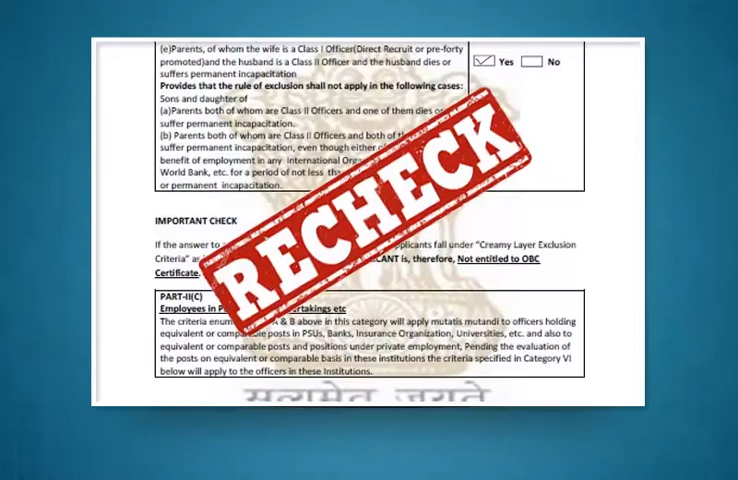 (e)Parents, of whom the wife is a Class I Officer(Direct Recruit or pre-forty
promoted)and the husband is a Class II Officer and the husband dies or
suffers permanent incapacitation
Yes No
Provides that the rule of exclusion shall not apply in the following cases:
Sons and daughter of
(a)Parents both of whom are Class II Officers and one of them dies or
suffer permanent incapacitation.
(b) Parents both of whom are Class II Officers and both of
suffer permanent incapacitation, even though either
benefit of employment in any International
World Bank, etc. for a period of not less
or permanent incapacitation.
RECHECK
IMPORTANT CHECK
If the answer to fall under “Creamy Layer Exclusion
Criteria” is, therefore, Not entitled to OBC
Certificate.
PART-II(C)
Employees in etc
The criteria A & B above in this category will apply mutatis mutandi to officers holding
equivalent or comparable posts in PSUs, Banks, Insurance Organization, Universities, etc. and also to
equivalent or comparable posts and positions under private employment, Pending the evaluation of
the posts on equivalent or comparable basis in these institutions the criteria specified in Category VI
below will apply to the officers in these Institutions.
सत्यमेव जयते